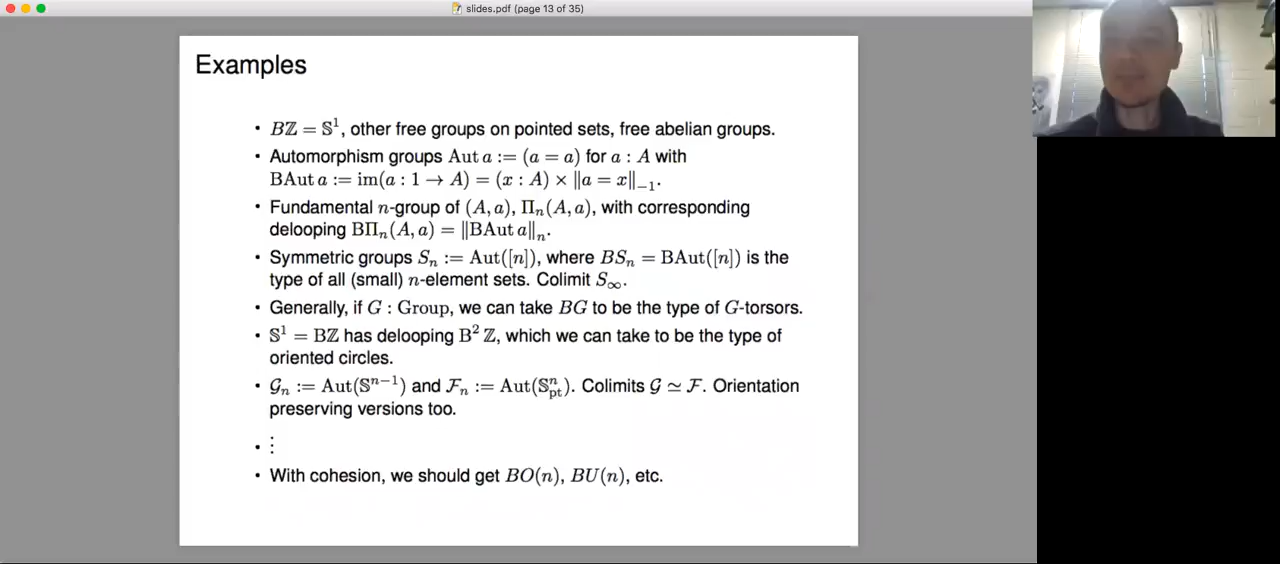 slides.pdf (page 13 of 35)
Examples
• Bℤ = 𝕊¹, other free groups on pointed sets, free abelian groups.
• Automorphism groups Aut a := (a = a) for a : A with
BAut a := im(a : 1 → A) = (x : A) × ‖a = x‖₋₁.
• Fundamental n-group of (A, a), Πₙ(A, a), with corresponding
delooping BΠₙ(A, a) = ‖BAut a‖ₙ.
• Symmetric groups Sₙ := Aut([n]), where BSₙ = BAut([n]) is the
type of all (small) n-element sets. Colimit S∞.
• Generally, if G : Group, we can take BG to be the type of G-torsors.
• 𝕊¹ = Bℤ has delooping B² ℤ, which we can take to be the type of
oriented circles.
• 𝒢ₙ := Aut(𝕊ⁿ⁻¹) and ℱₙ := Aut(𝕊ⁿ_pt). Colimits 𝒢 ≃ ℱ. Orientation
preserving versions too.
• ⋮
• With cohesion, we should get BO(n), BU(n), etc.